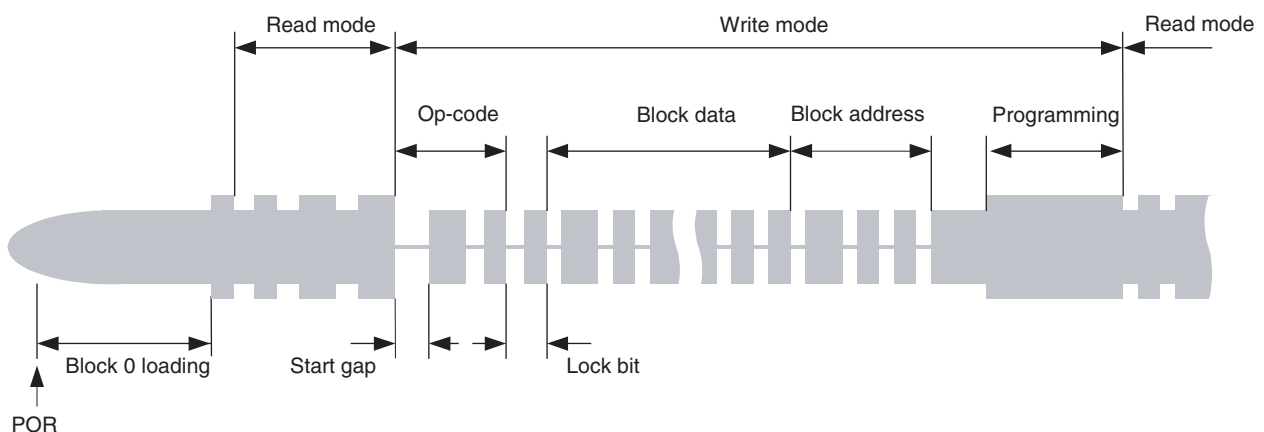 Read mode
Write mode
Read mode
Op-code
Block data
Block address
Programming
Block 0 loading
Start gap
Lock bit
POR